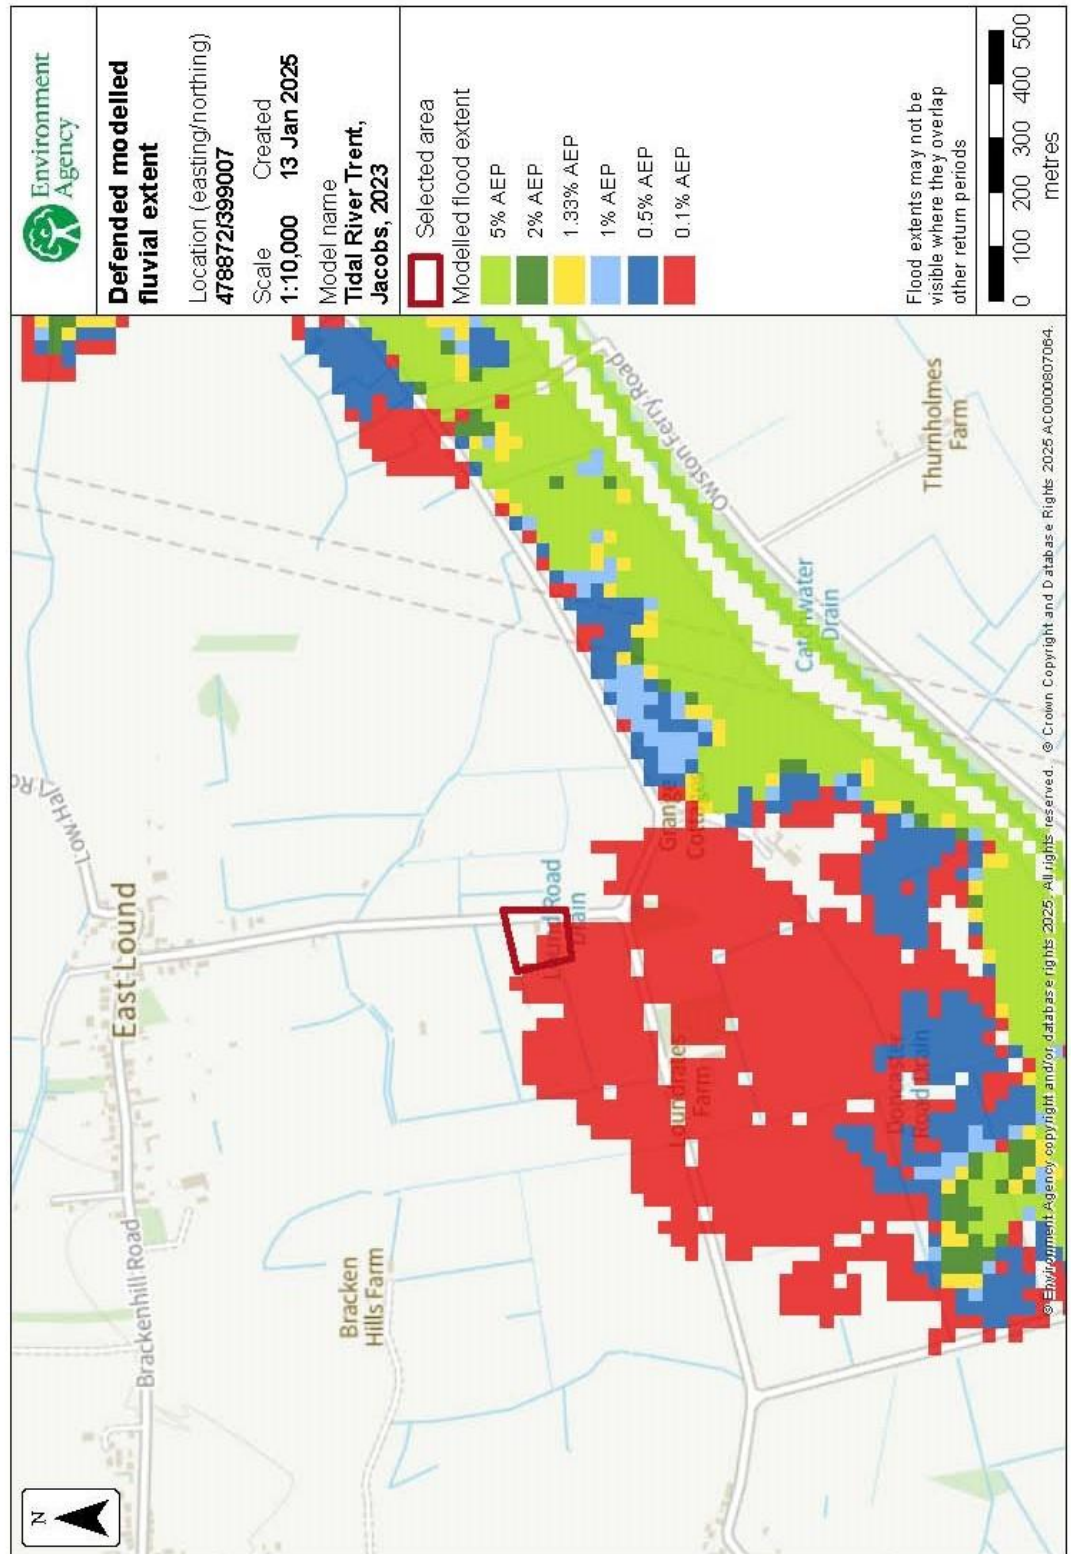 Environment
Agency
Defended modelled
fluvial extent
Location (easting/northing)
478872/399007
Scale Created
1:10,000 13 Jan 2025
Model name
Tidal River Trent,
Jacobs, 2023
Selected area
Modelled flood extent
5% AEP
2% AEP
1.33% AEP
1% AEP
0.5% AEP
0.1% AEP
Flood extents may not be
visible where they overlap
other return periods
0 100 200 300 400 500
metres
N
Brackenhill Road
East Lound
Low Hall Ro
Bracken
Hills Farm
Lound Road
Drain
Grange
Cottages
Loundrates
Farm
Doncaster
Road Drain
Catchwater
Drain
Owston Ferry Road
Thurnholmes
Farm
© Environment Agency copyright and/or database rights 2025. All rights reserved. © Crown Copyright and Database Rights 2025 AC0000807064.